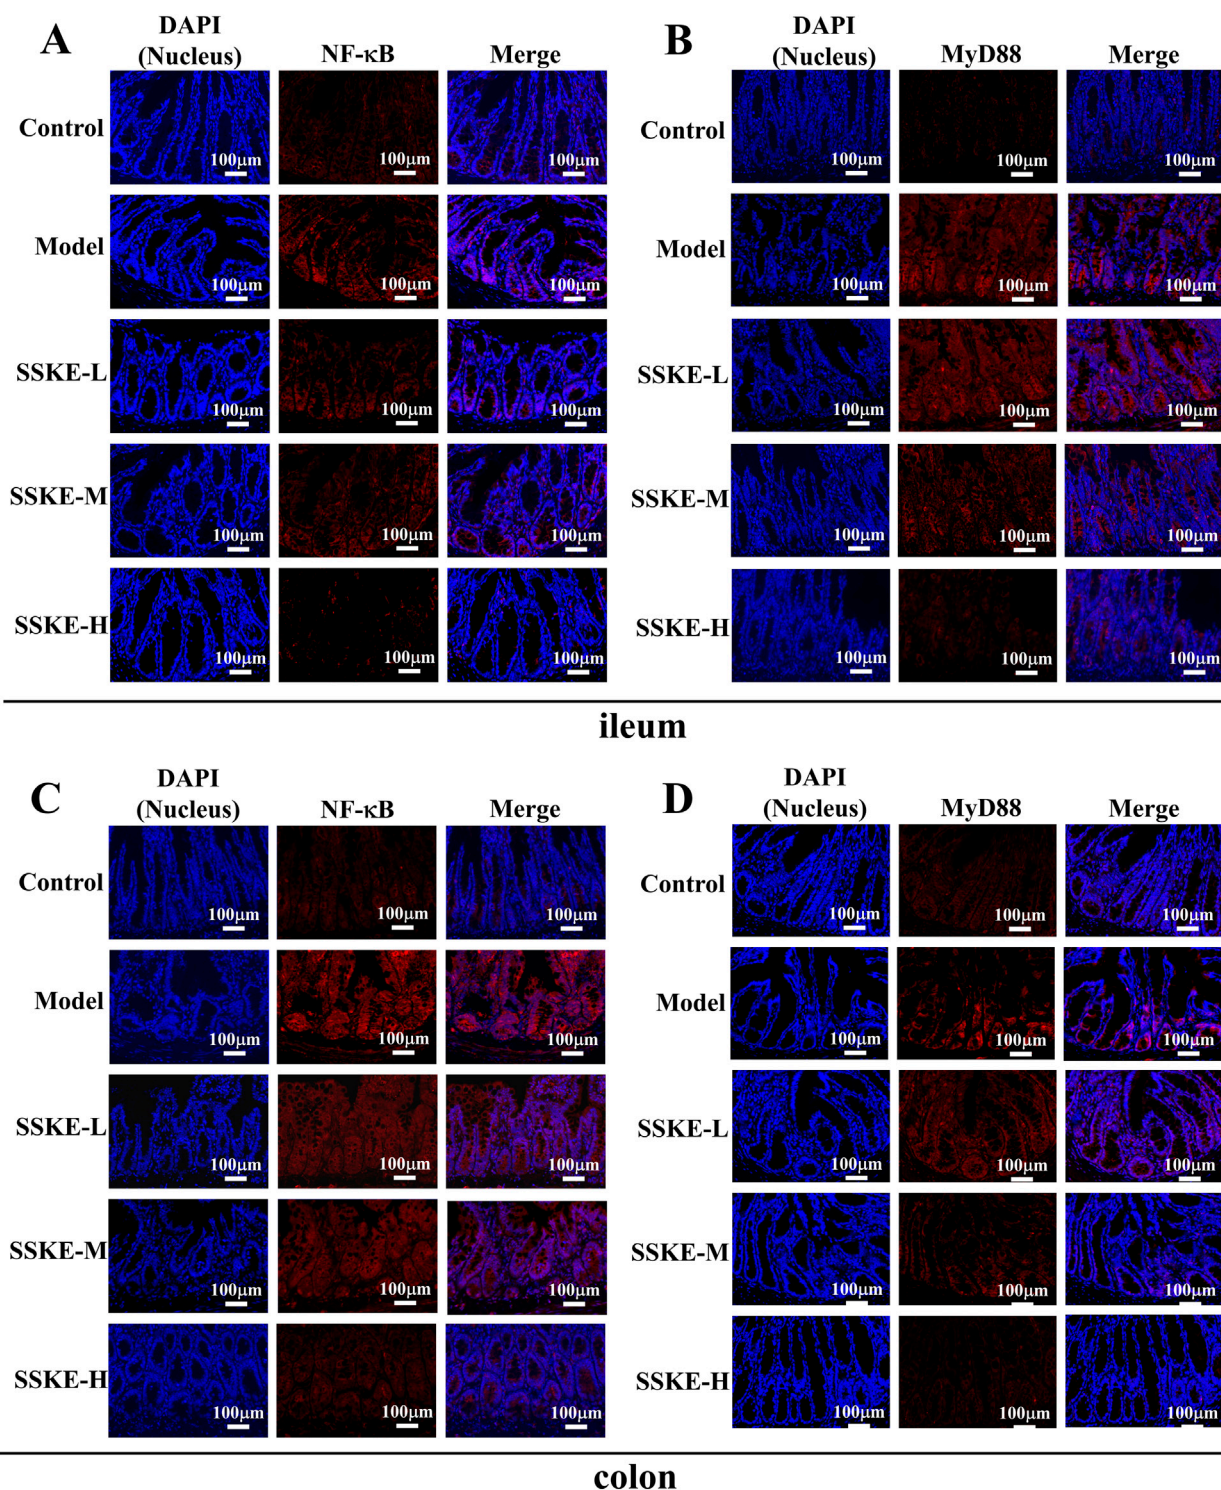 A
DAPI
(Nucleus)
NF-κB
Merge
Control
100μm
100μm
100μm
Model
100μm
100μm
100μm
SSKE-L
100μm
100μm
100μm
SSKE-M
100μm
100μm
100μm
SSKE-H
100μm
100μm
100μm
B
DAPI
(Nucleus)
MyD88
Merge
Control
100μm
100μm
100μm
Model
100μm
100μm
100μm
SSKE-L
100μm
100μm
100μm
SSKE-M
100μm
100μm
100μm
SSKE-H
100μm
100μm
100μm
ileum
C
DAPI
(Nucleus)
NF-κB
Merge
Control
100μm
100μm
100μm
Model
100μm
100μm
100μm
SSKE-L
100μm
100μm
100μm
SSKE-M
100μm
100μm
100μm
SSKE-H
100μm
100μm
100μm
D
DAPI
(Nucleus)
MyD88
Merge
Control
100μm
100μm
100μm
Model
100μm
100μm
100μm
SSKE-L
100μm
100μm
100μm
SSKE-M
100μm
100μm
100μm
SSKE-H
100μm
100μm
100μm
colon